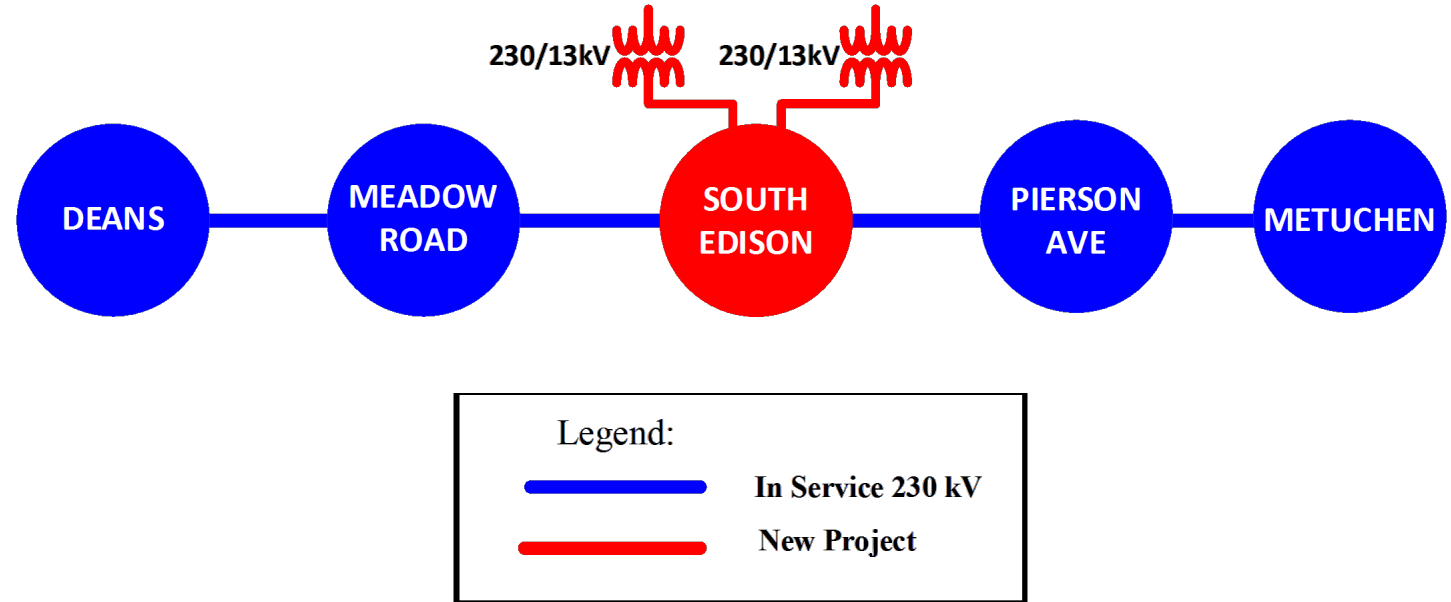 230/13kV
230/13kV
DEANS
MEADOW
ROAD
SOUTH
EDISON
PIERSON
AVE
METUCHEN
Legend:
In Service 230 kV
New Project